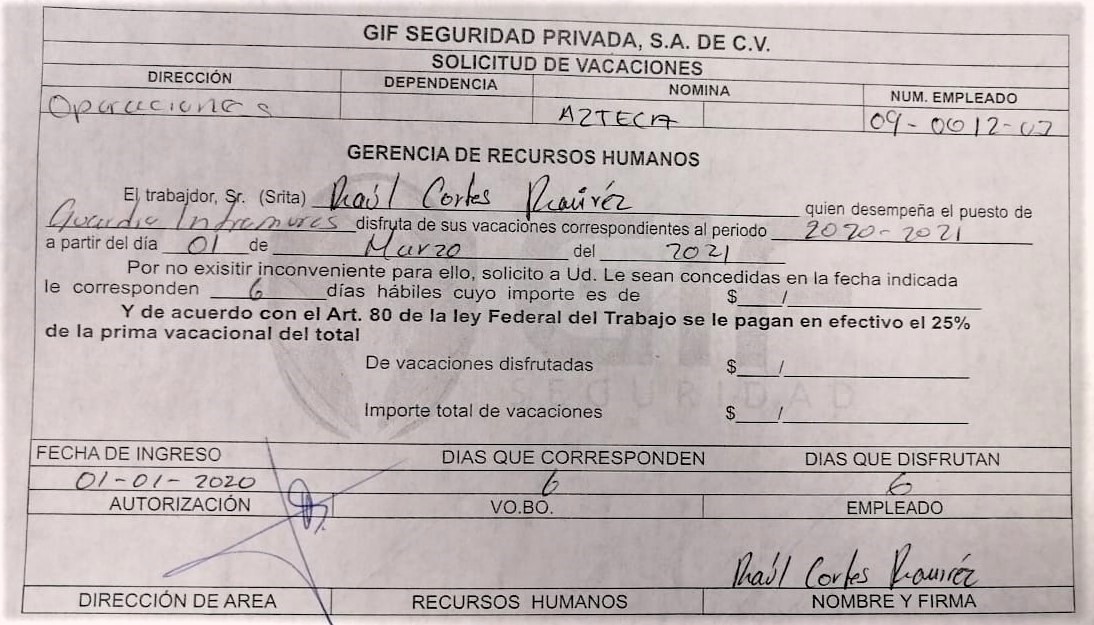 GIF SEGURIDAD PRIVADA, S.A. DE C.V.
SOLICITUD DE VACACIONES
DIRECCIÓN DEPENDENCIA NOMINA NUM. EMPLEADO
Operaciones AZTECA 09-0012-07
GERENCIA DE RECURSOS HUMANOS
El trabajdor, Sr. (Srita) Raúl Cortes Ramiréz quien desempeña el puesto de
Guardia Intramuros disfruta de sus vacaciones correspondientes al periodo 2020-2021
a partir del día 01 de Marzo del 2021
Por no exisitir inconveniente para ello, solicito a Ud. Le sean concedidas en la fecha indicada
le corresponden 6 días hábiles cuyo importe es de $ /
Y de acuerdo con el Art. 80 de la ley Federal del Trabajo se le pagan en efectivo el 25%
de la prima vacacional del total
De vacaciones disfrutadas $ /
SEGURIDAD
Importe total de vacaciones $ /
FECHA DE INGRESO DIAS QUE CORRESPONDEN DIAS QUE DISFRUTAN
01-01-2020 6 6
AUTORIZACIÓN VO.BO. EMPLEADO
Raúl Cortes Ramiréz
DIRECCIÓN DE AREA RECURSOS HUMANOS NOMBRE Y FIRMA